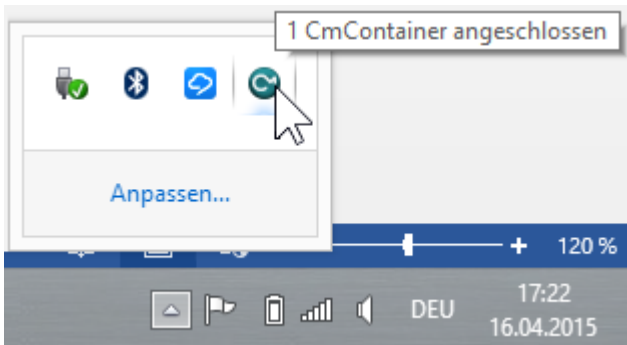 1 CmContainer angeschlossen
Anpassen...
120 %
DEU
17:22
16.04.2015